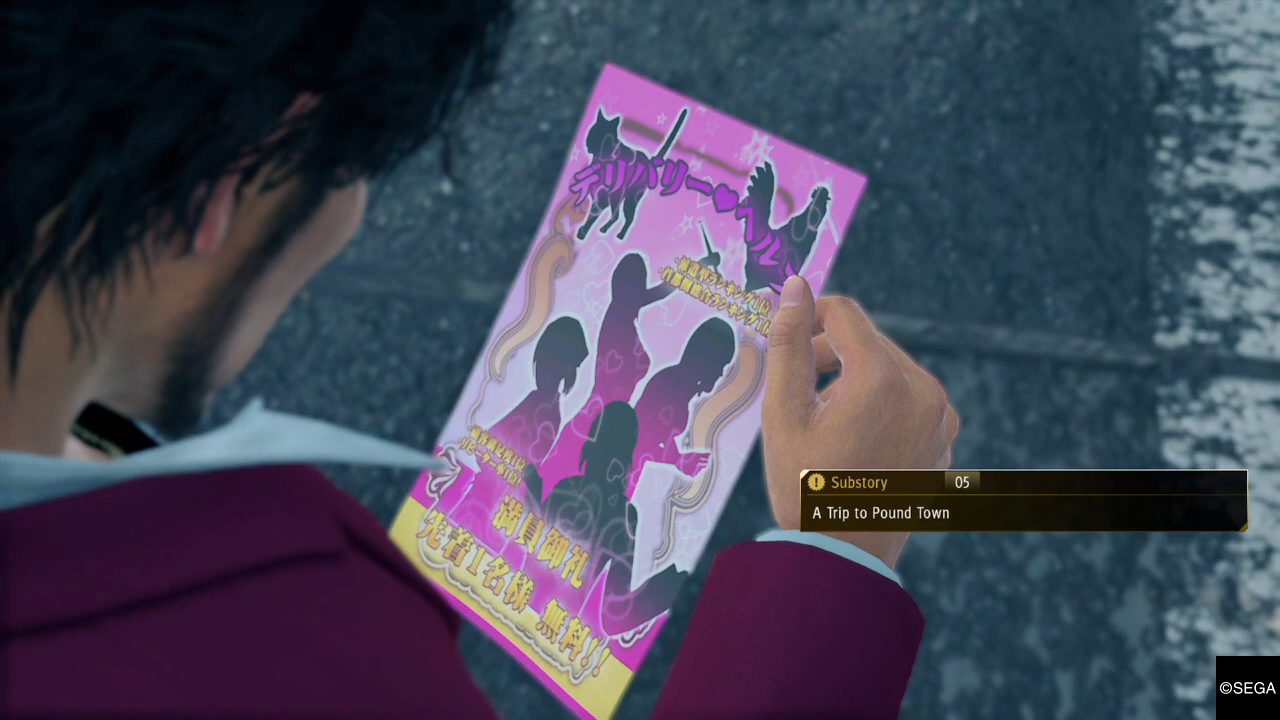 デリバリー♥ヘルス
満員御礼
先着1名様 無料!!
Substory 05
A Trip to Pound Town
©SEGA